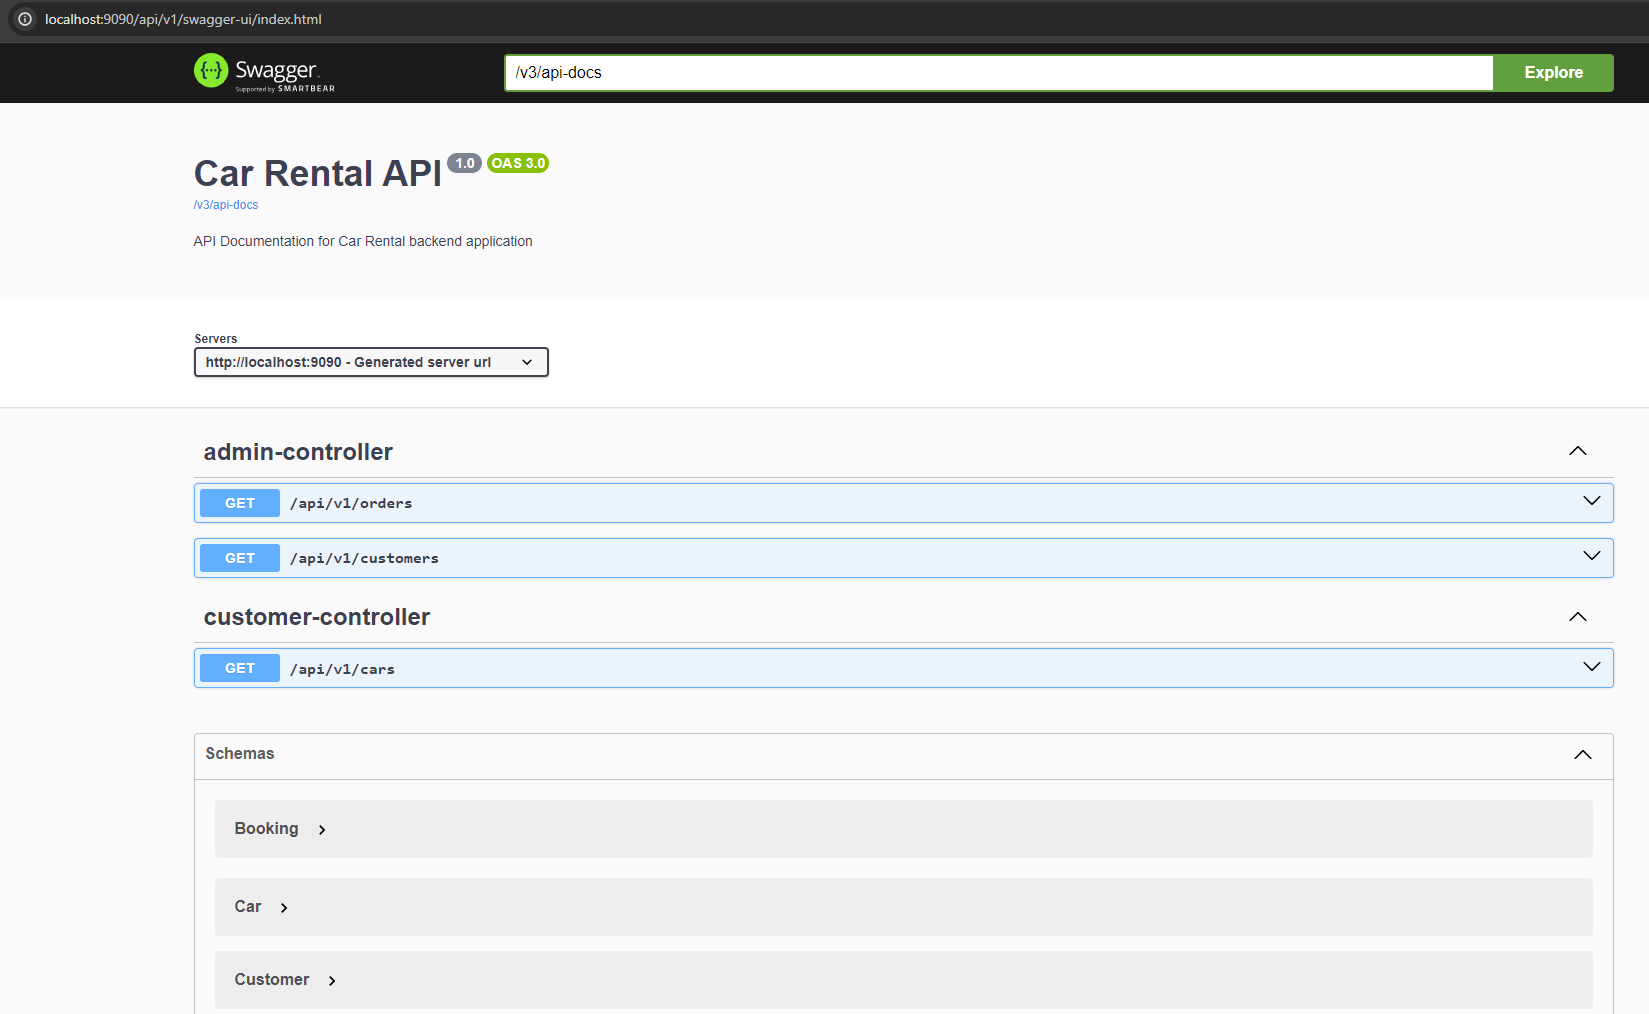 localhost:9090/api/v1/swagger-ui/index.html
Swagger
Supported by SMARTBEAR
/v3/api-docs
Explore
Car Rental API 1.0 OAS 3.0
/v3/api-docs
API Documentation for Car Rental backend application
Servers
http://localhost:9090 - Generated server url
admin-controller
GET /api/v1/orders
GET /api/v1/customers
customer-controller
GET /api/v1/cars
Schemas
Booking
Car
Customer